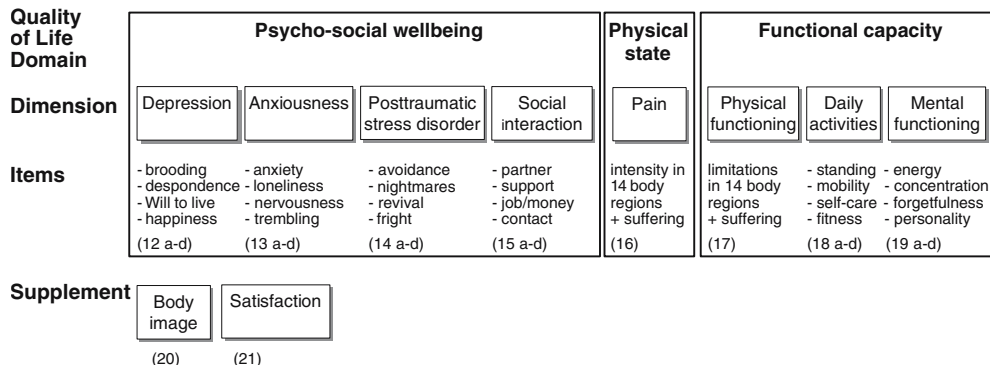 Quality
of Life
Domain
Psycho-social wellbeing
Physical
state
Functional capacity
Dimension
Depression
Anxiousness
Posttraumatic
stress disorder
Social
interaction
Pain
Physical
functioning
Daily
activities
Mental
functioning
Items
- brooding
- despondence
- Will to live
- happiness
(12 a-d)
- anxiety
- loneliness
- nervousness
- trembling
(13 a-d)
- avoidance
- nightmares
- revival
- fright
(14 a-d)
- partner
- support
- job/money
- contact
(15 a-d)
intensity in
14 body
regions
+ suffering
(16)
limitations
in 14 body
regions
+ suffering
(17)
- standing
- mobility
- self-care
- fitness
(18 a-d)
- energy
- concentration
- forgetfulness
- personality
(19 a-d)
Supplement
Body
image
Satisfaction
(20)
(21)